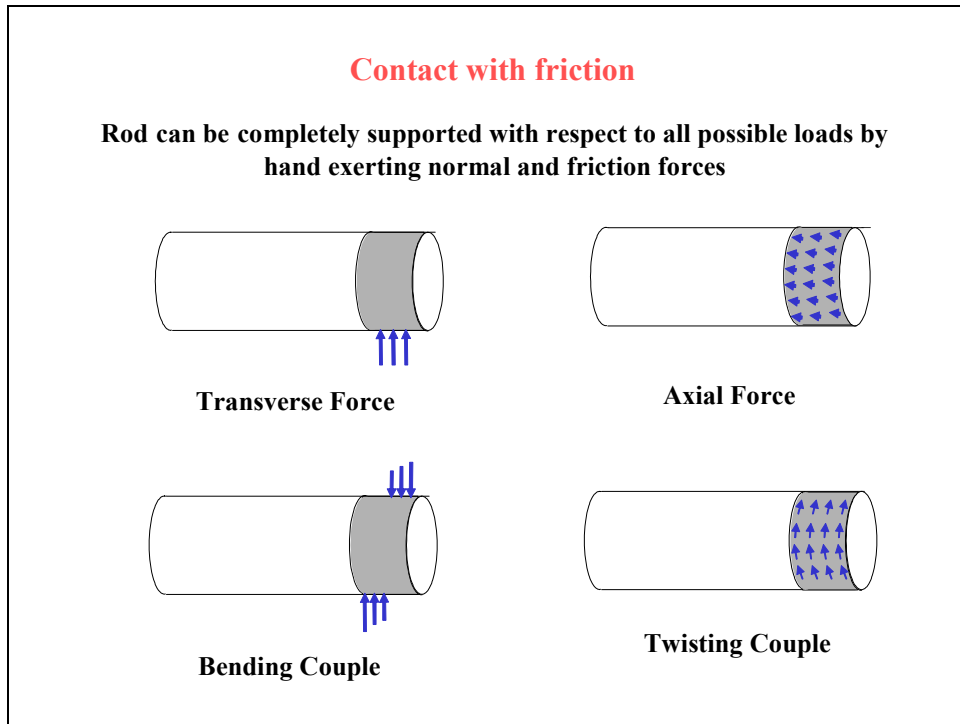 Contact with friction
Rod can be completely supported with respect to all possible loads by
hand exerting normal and friction forces
Transverse Force
Axial Force
Bending Couple
Twisting Couple